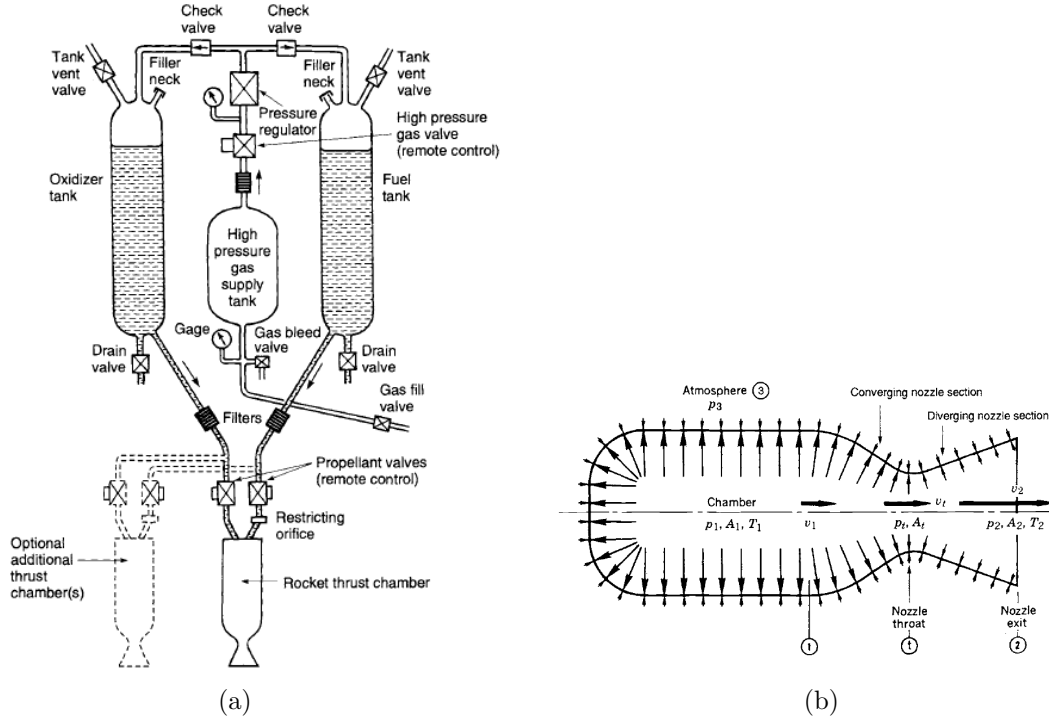 Check
valve
Check
valve
Tank
vent
valve
Filler
neck
Filler
neck
Tank
vent
valve
Pressure
regulator
High pressure
gas valve
(remote control)
Oxidizer
tank
Fuel
tank
High
pressure
gas
supply
tank
Gage
Gas bleed
valve
Drain
valve
Drain
valve
Gas fill
valve
Filters
Propellant valves
(remote control)
Restricting
orifice
Optional
additional
thrust
chamber(s)
Rocket thrust chamber
(a)
Atmosphere 3
p3
Converging nozzle section
Diverging nozzle section
Chamber
p1, A1, T1
v1
vt
pt, At
v2
p2, A2, T2
Nozzle
throat
Nozzle
exit
1
t
2
(b)